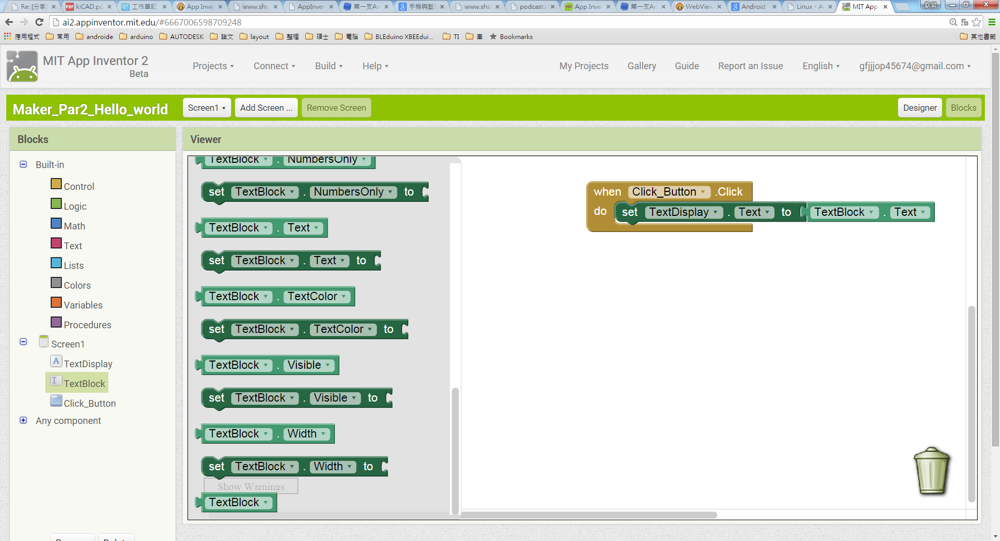 Re: [分享]
kiCAD.pd
工作筆記
App Inve
www.shs.
AppInver
第一支An
手機與藍
www.shs
podcast.
App Inve
第一支An
WebView
Android
Linux、A
MIT App
ai2.appinventor.mit.edu/#6667006598709248
應用程式
常用
androide
arduino
AUTODESK
論文
layout
整理
碩士
電腦
BLEduino XBEEdui...
TI
車
Bookmarks
其他書籤
MIT App Inventor 2
Beta
Projects
Connect
Build
Help
My Projects
Gallery
Guide
Report an Issue
English
gfjjjop45674@gmail.com
Maker_Par2_Hello_world
Screen1
Add Screen ...
Remove Screen
Designer
Blocks
Blocks
Built-in
Control
Logic
Math
Text
Lists
Colors
Variables
Procedures
Screen1
TextDisplay
TextBlock
Click_Button
Any component
Viewer
TextBlock . NumbersOnly
set TextBlock . NumbersOnly to
TextBlock . Text
set TextBlock . Text to
TextBlock . TextColor
set TextBlock . TextColor to
TextBlock . Visible
set TextBlock . Visible to
TextBlock . Width
set TextBlock . Width to
Show Warnings
TextBlock
when Click_Button .Click
do set TextDisplay . Text to TextBlock . Text